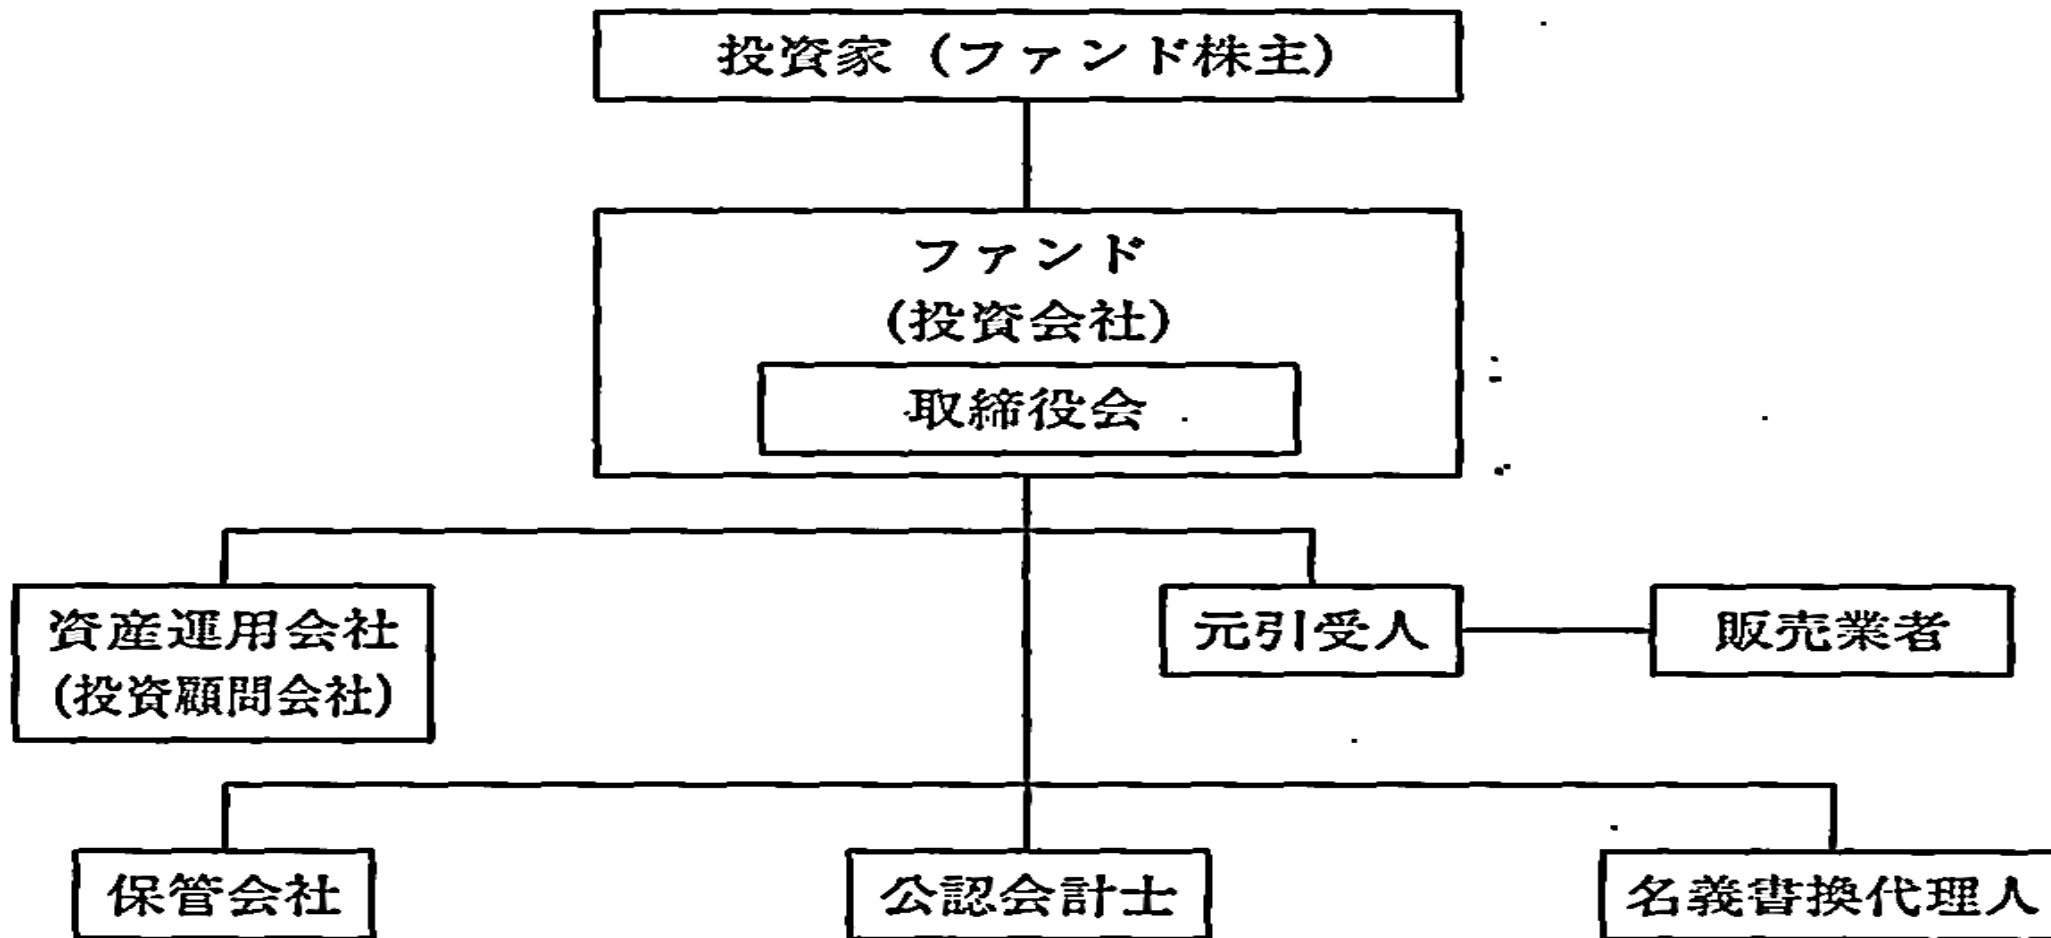 投資家（ファンド株主）
ファンド
（投資会社）
取締役会
資産運用会社
（投資顧問会社）
元引受人
販売業者
保管会社
公認会計士
名義書換代理人